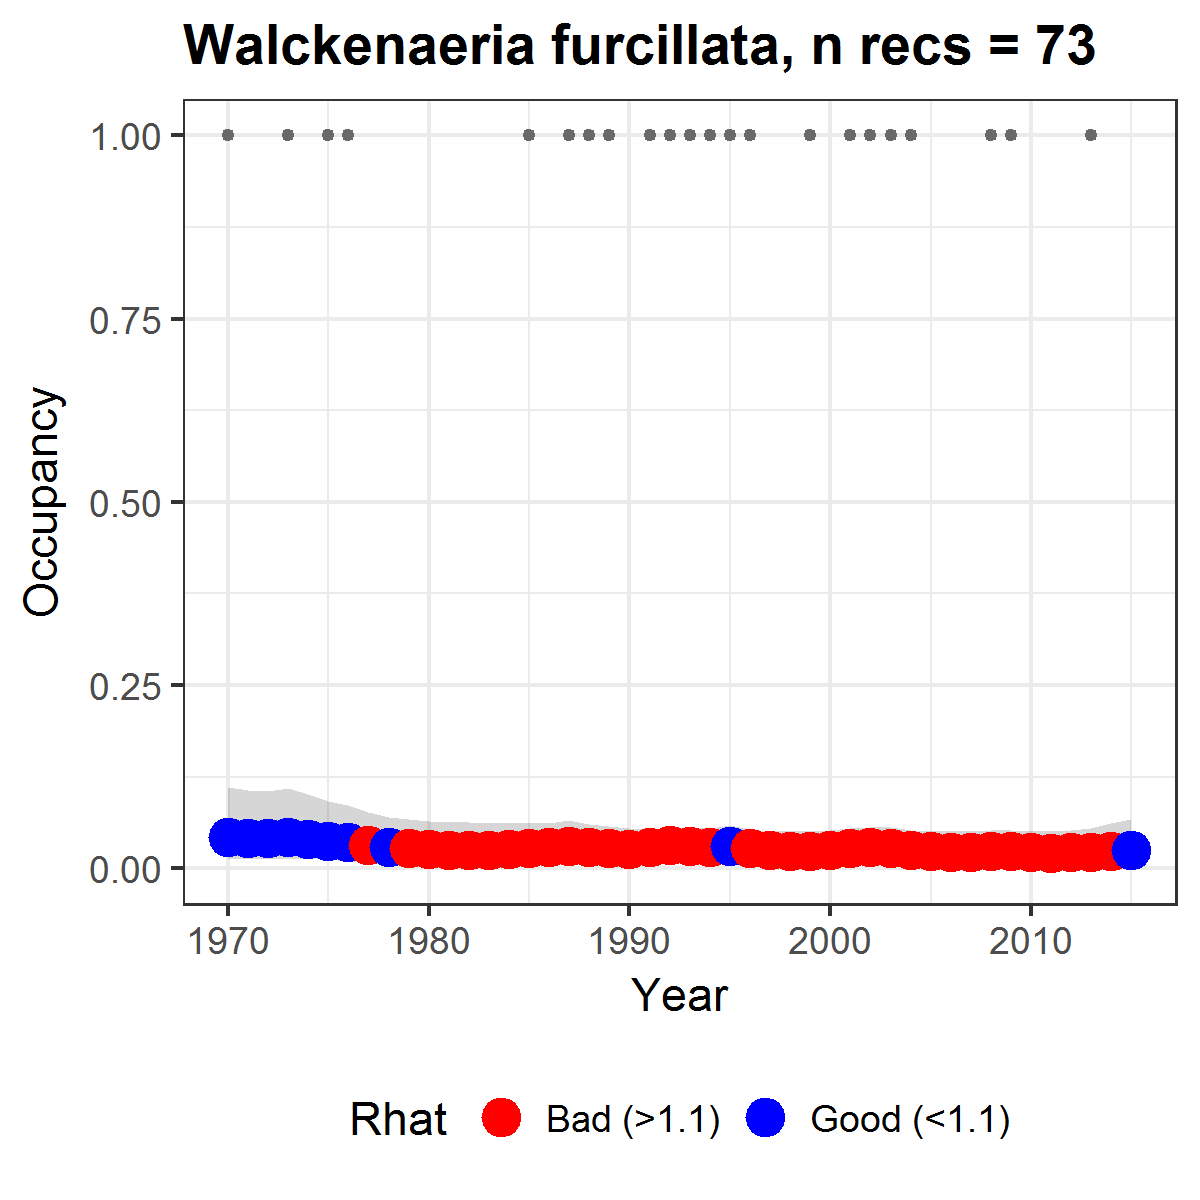 Walckenaeria furcillata, n recs = 73
1.00
0.75
0.50
0.25
0.00
Occupancy
1970 1980 1990 2000 2010
Year
Rhat Bad (>1.1) Good (<1.1)